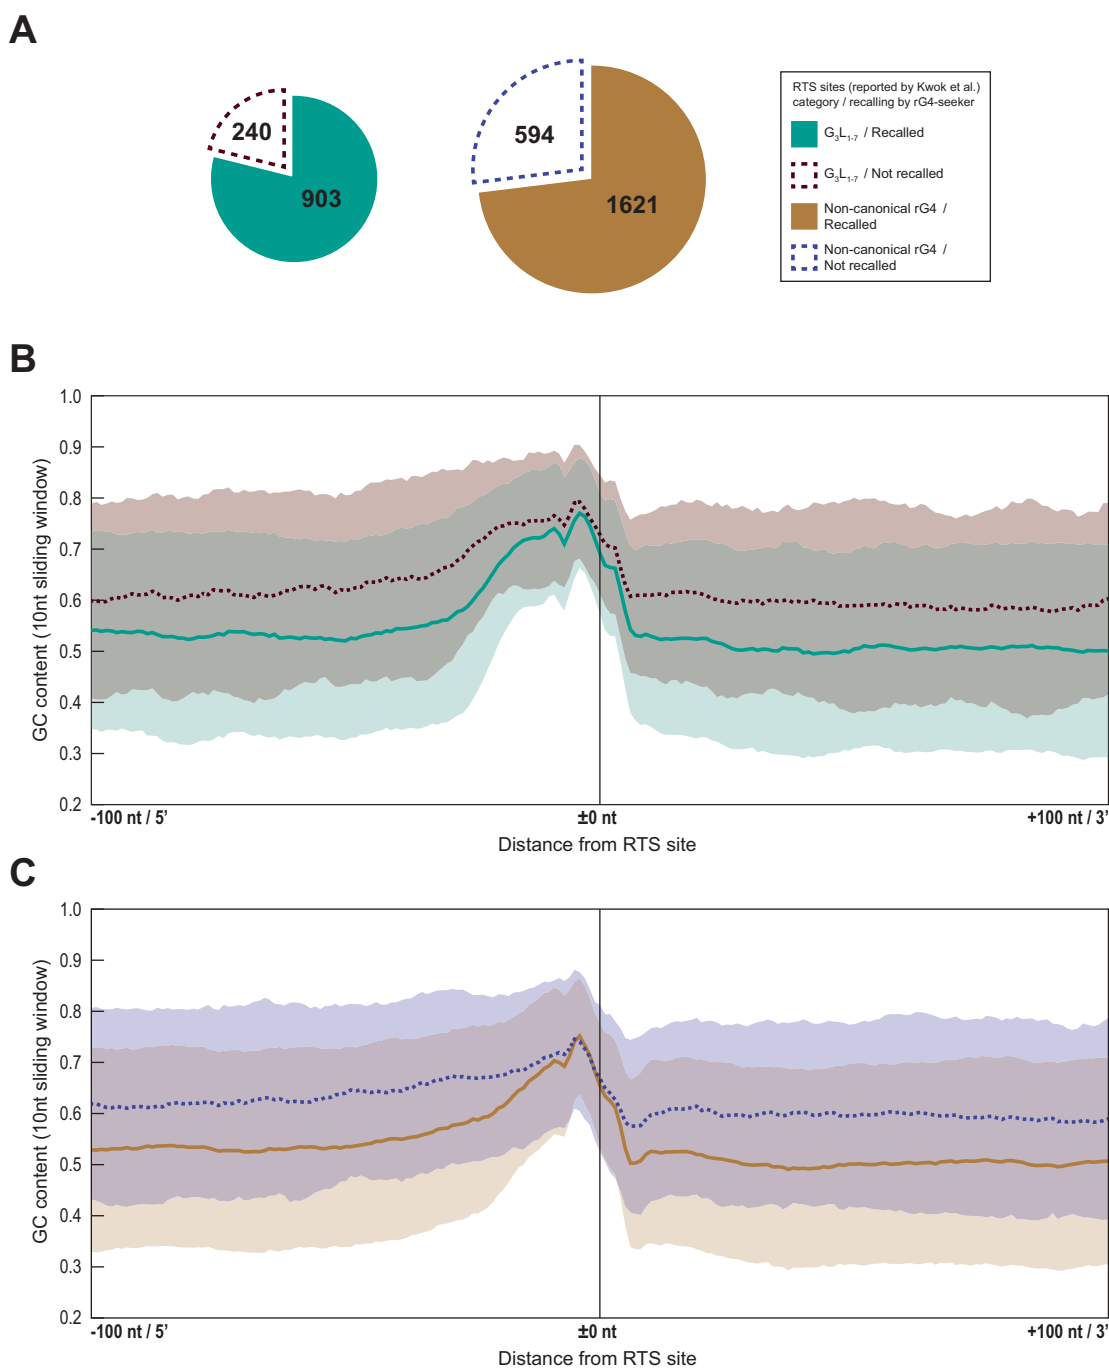 A
240
903
594
1621
RTS sites (reported by Kwok et al.)
category / recalling by rG4-seeker
G₃L₁₋₇ / Recalled
G₃L₁₋₇ / Not recalled
Non-canonical rG4 /
Recalled
Non-canonical rG4 /
Not recalled
B
GC content (10nt sliding window)
1.0
0.9
0.8
0.7
0.6
0.5
0.4
0.3
0.2
-100 nt / 5’
±0 nt
+100 nt / 3’
Distance from RTS site
C
GC content (10nt sliding window)
1.0
0.9
0.8
0.7
0.6
0.5
0.4
0.3
0.2
-100 nt / 5’
±0 nt
+100 nt / 3’
Distance from RTS site